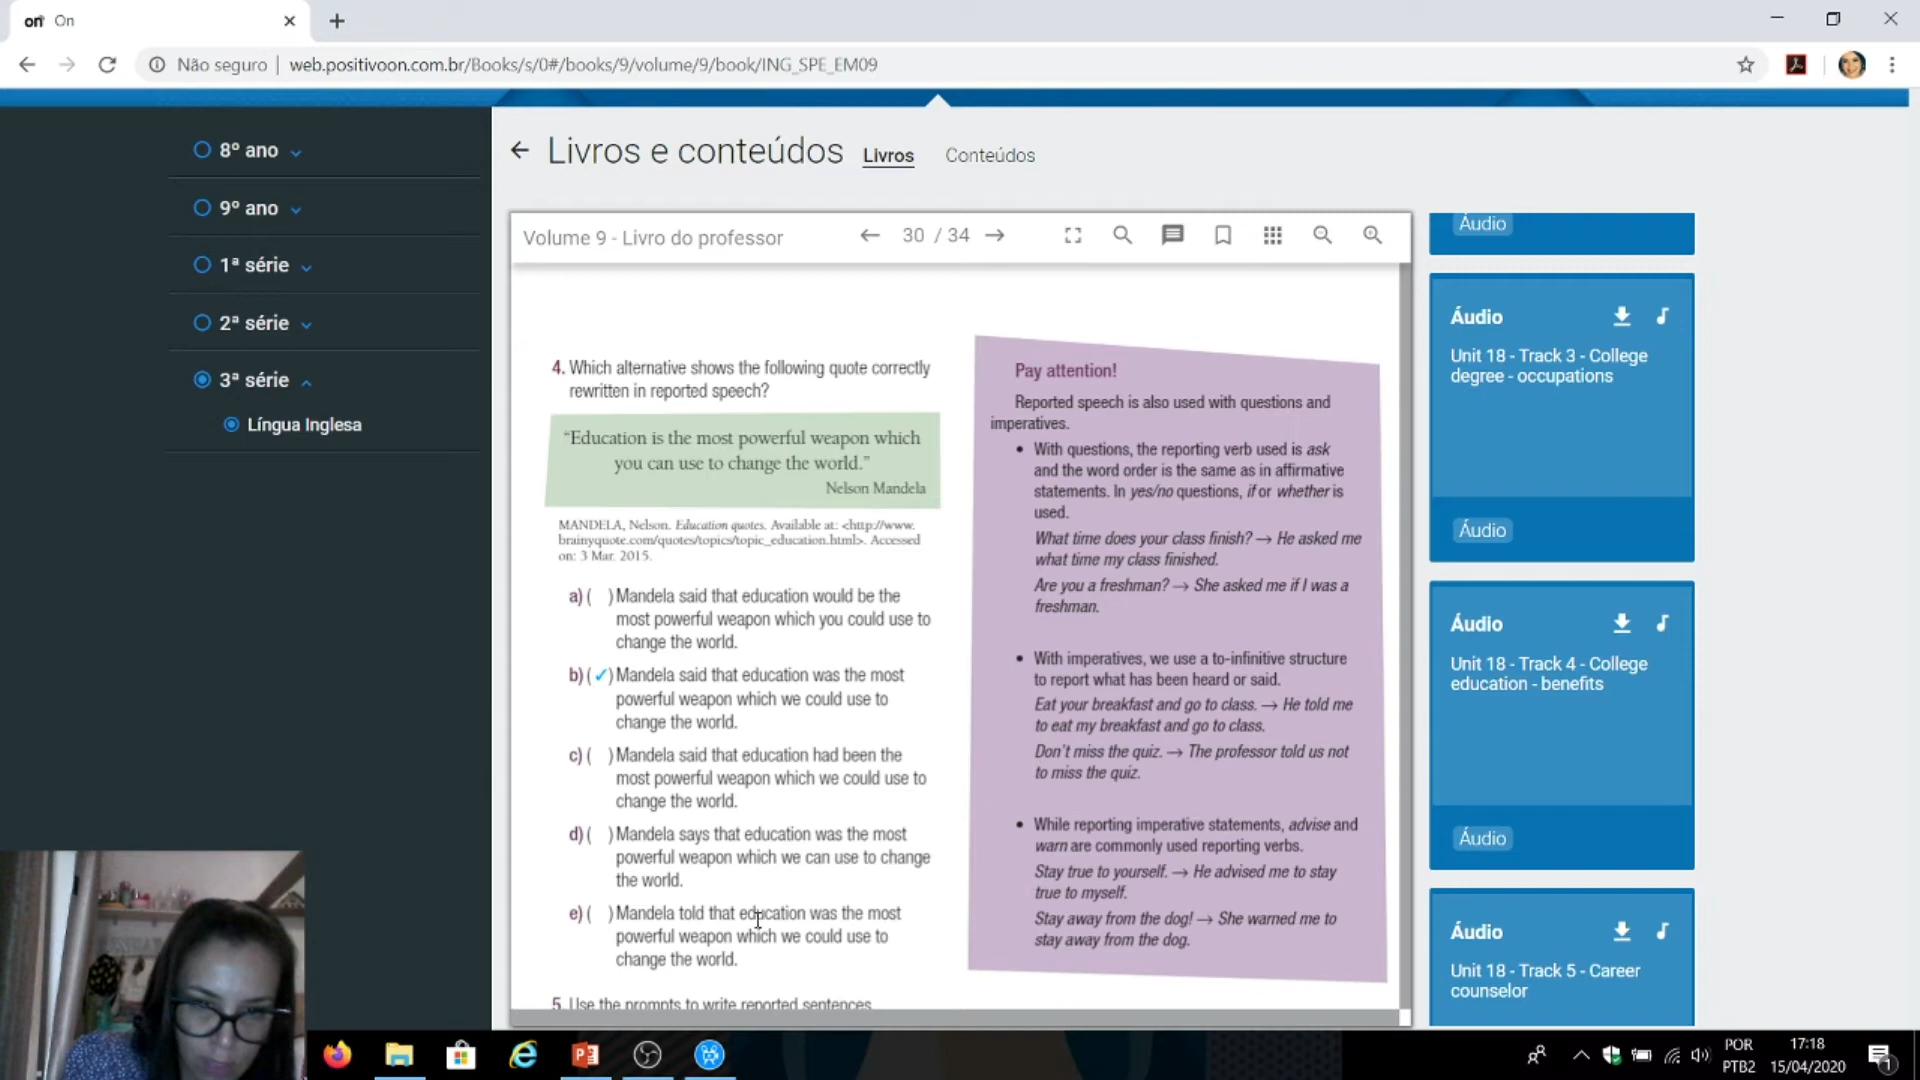 on On
Não seguro | web.positivoon.com.br/Books/s/0#/books/9/volume/9/book/ING_SPE_EM09
8º ano
9º ano
1ª série
2ª série
3ª série
Língua Inglesa
Livros e conteúdos Livros Conteúdos
Volume 9 - Livro do professor 30 / 34
4. Which alternative shows the following quote correctly
rewritten in reported speech?
“Education is the most powerful weapon which
you can use to change the world.”
Nelson Mandela
MANDELA, Nelson. Education quotes. Available at: <http://www.
brainyquote.com/quotes/topics/topic_education.html>. Accessed
on: 3 Mar. 2015.
a) ( ) Mandela said that education would be the
most powerful weapon which you could use to
change the world.
b) (✓) Mandela said that education was the most
powerful weapon which we could use to
change the world.
c) ( ) Mandela said that education had been the
most powerful weapon which we could use to
change the world.
d) ( ) Mandela says that education was the most
powerful weapon which we can use to change
the world.
e) ( ) Mandela told that education was the most
powerful weapon which we could use to
change the world.
5. Use the prompts to write reported sentences
Pay attention!
Reported speech is also used with questions and
imperatives.
• With questions, the reporting verb used is ask
and the word order is the same as in affirmative
statements. In yes/no questions, if or whether is
used.
What time does your class finish? → He asked me
what time my class finished.
Are you a freshman? → She asked me if I was a
freshman.
• With imperatives, we use a to-infinitive structure
to report what has been heard or said.
Eat your breakfast and go to class. → He told me
to eat my breakfast and go to class.
Don’t miss the quiz. → The professor told us not
to miss the quiz.
• While reporting imperative statements, advise and
warn are commonly used reporting verbs.
Stay true to yourself. → He advised me to stay
true to myself.
Stay away from the dog! → She warned me to
stay away from the dog.
Áudio
Áudio
Unit 18 - Track 3 - College
degree - occupations
Áudio
Áudio
Unit 18 - Track 4 - College
education - benefits
Áudio
Áudio
Unit 18 - Track 5 - Career
counselor
POR
PTB2
17:18
15/04/2020
1